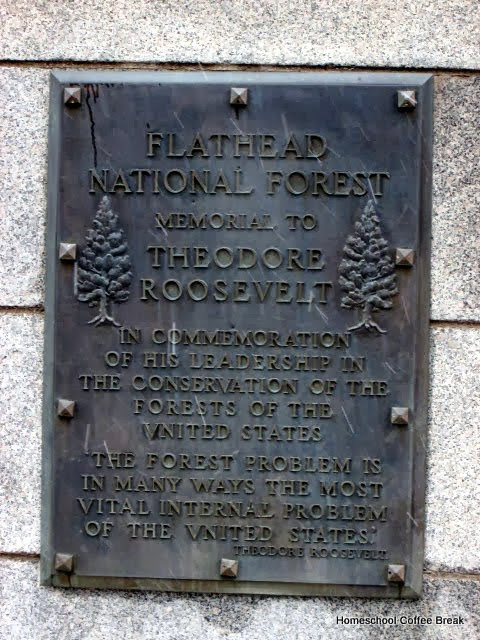 FLATHEAD
NATIONAL FOREST
MEMORIAL TO
THEODORE
ROOSEVELT
IN COMMEMORATION
OF HIS LEADERSHIP IN
THE CONSERVATION OF THE
FORESTS OF THE
VNITED STATES
"THE FOREST PROBLEM IS
IN MANY WAYS THE MOST
VITAL INTERNAL PROBLEM
OF THE VNITED STATES."
THEODORE ROOSEVELT
Homeschool Coffee Break